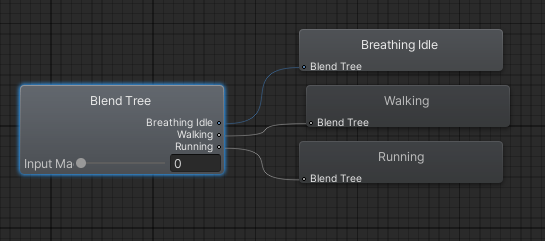 Blend Tree
Breathing Idle
Walking
Running
Input Ma
0
Breathing Idle
Blend Tree
Walking
Blend Tree
Running
Blend Tree